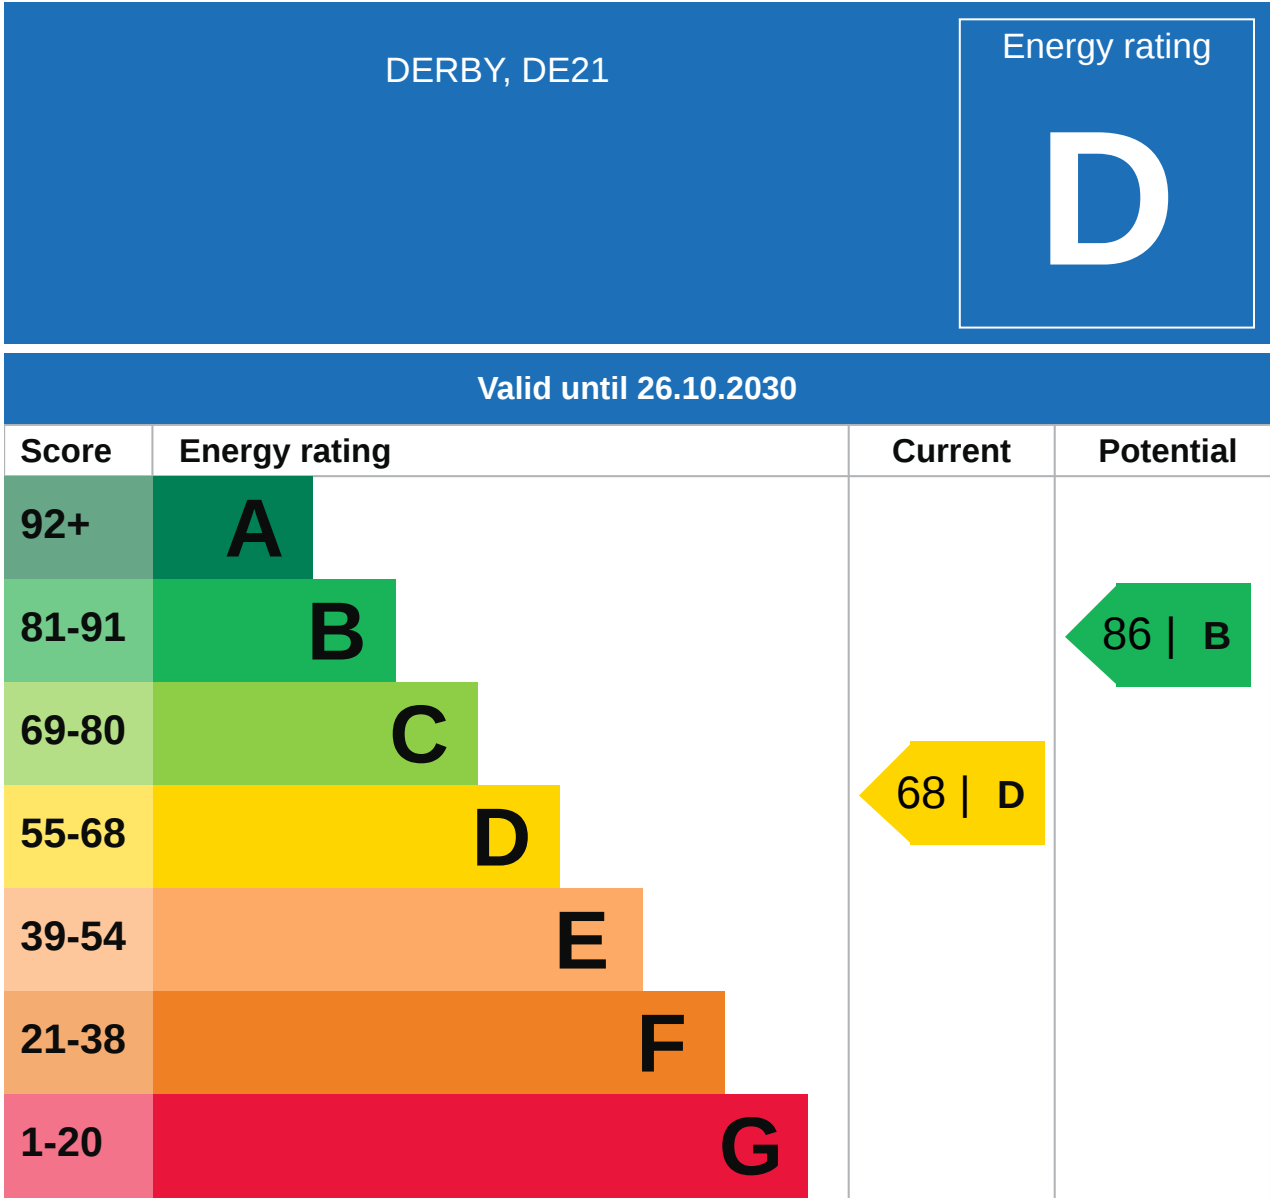 DERBY, DE21
Energy rating
D
Valid until 26.10.2030
Score Energy rating Current Potential
92+ A
81-91 B 86 | B
69-80 C
68 | D
55-68 D
39-54 E
21-38 F
1-20 G